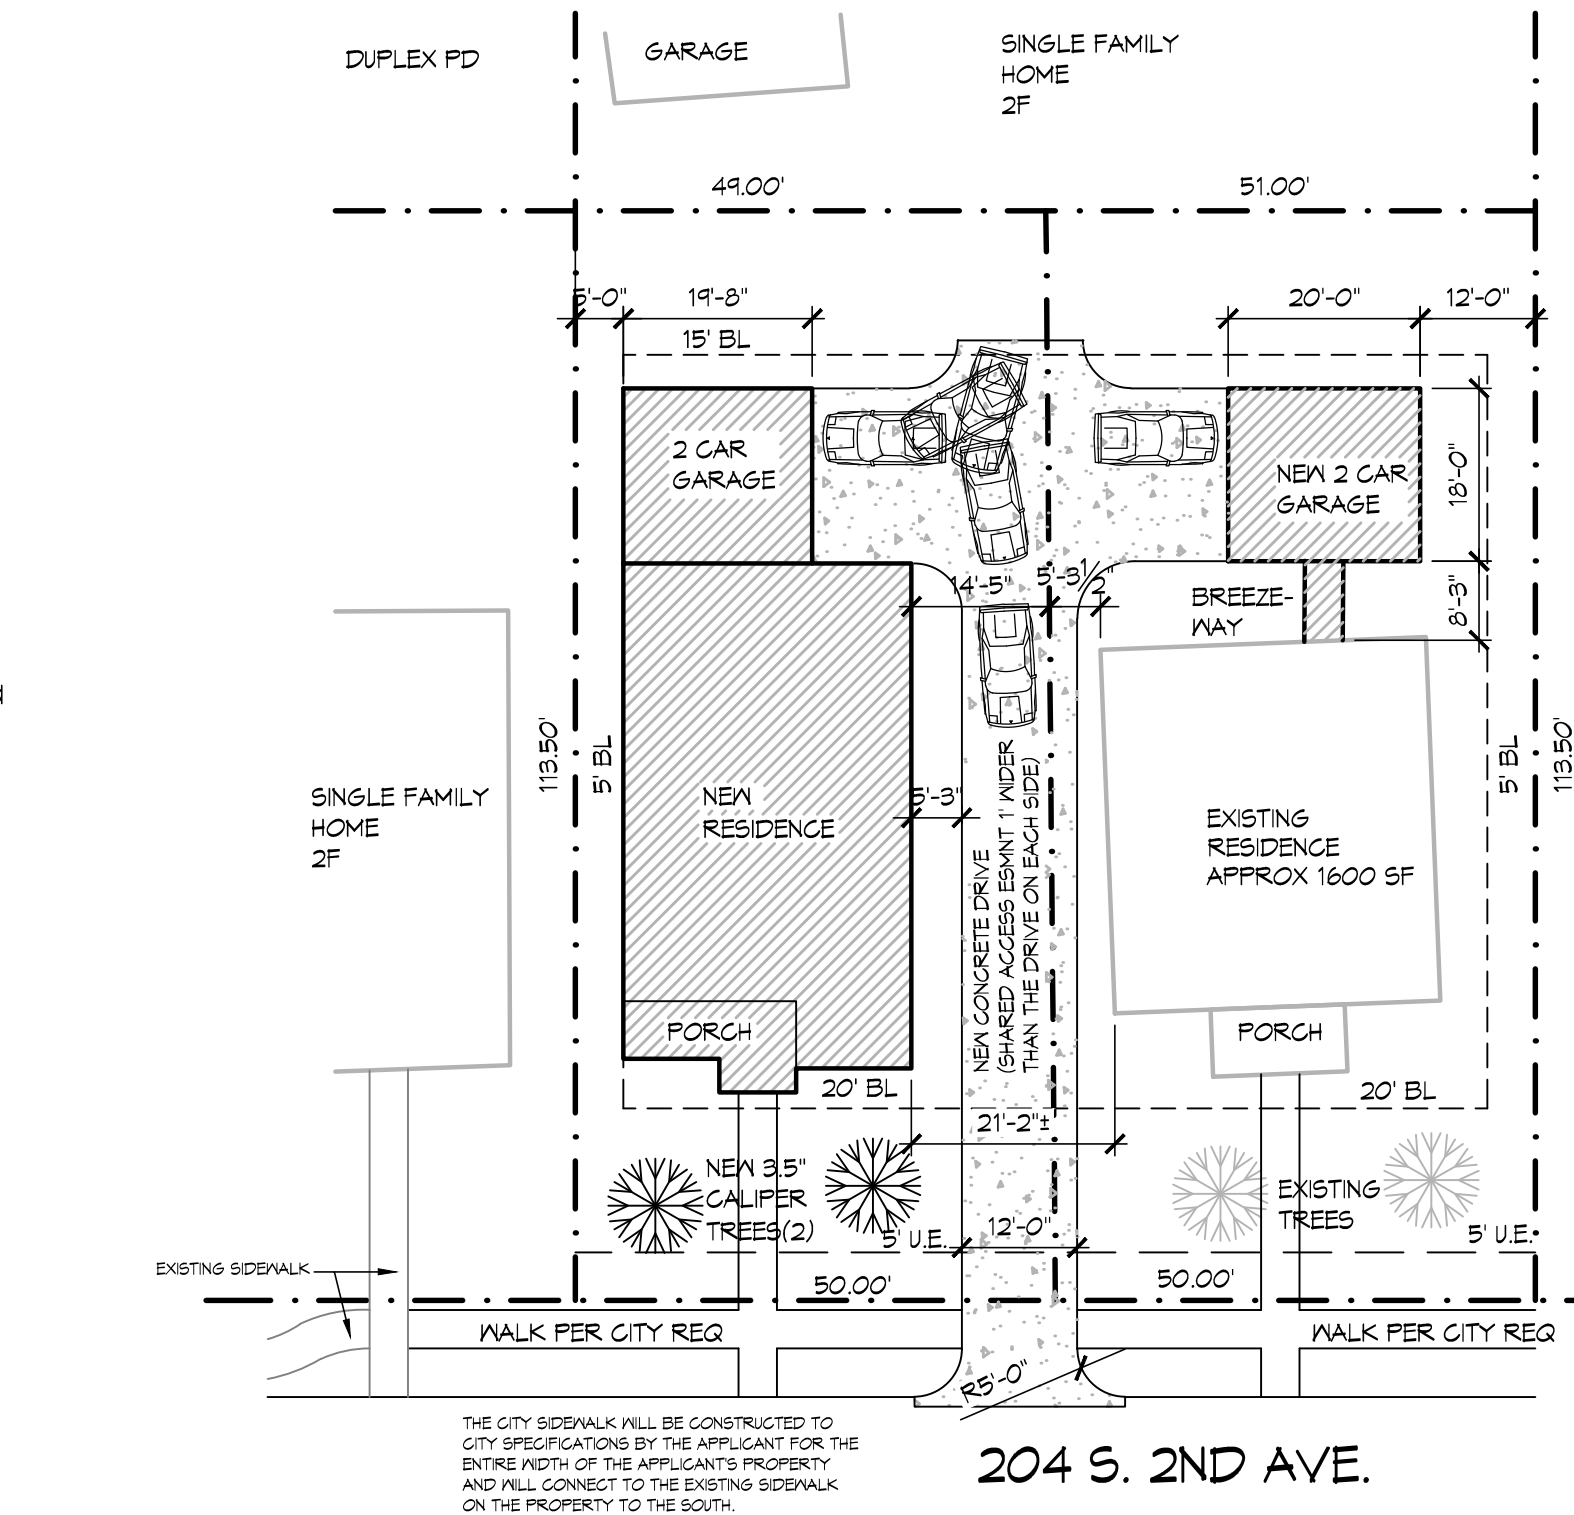 DUPLEX PD
GARAGE
SINGLE FAMILY
HOME
2F
49.00'
51.00'
5'-0"
19'-8"
20'-0"
12'-0"
15' BL
2 CAR
GARAGE
NEW 2 CAR
GARAGE
18'-0"
14'-5"
5'-3 1/2"
BREEZE-
WAY
8'-3"
113.50'
5' BL
SINGLE FAMILY
HOME
2F
NEW
RESIDENCE
5'-3"
NEW CONCRETE DRIVE
(SHARED ACCESS ESMNT 1' WIDER
THAN THE DRIVE ON EACH SIDE)
EXISTING
RESIDENCE
APPROX 1600 SF
5' BL
113.50'
PORCH
PORCH
20' BL
20' BL
21'-2"±
NEW 3.5"
CALIPER
TREES(2)
EXISTING
TREES
5' U.E.
12'-0"
5' U.E.
EXISTING SIDEWALK
50.00'
50.00'
WALK PER CITY REQ
WALK PER CITY REQ
R5'-0"
THE CITY SIDEWALK WILL BE CONSTRUCTED TO
CITY SPECIFICATIONS BY THE APPLICANT FOR THE
ENTIRE WIDTH OF THE APPLICANT'S PROPERTY
AND WILL CONNECT TO THE EXISTING SIDEWALK
ON THE PROPERTY TO THE SOUTH.
204 S. 2ND AVE.